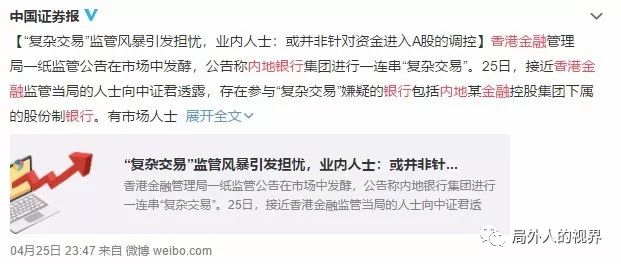 中国证券报
【“复杂交易”监管风暴引发担忧，业内人士：或并非针对资金进入A股的调控】香港金融管理
局一纸监管公告在市场中发酵，公告称内地银行集团进行一连串“复杂交易”。25日，接近香港金
融监管当局的人士向中证君透露，存在参与“复杂交易”嫌疑的银行包括内地某金融控股集团下属
的股份制银行。有市场人士 展开全文
“复杂交易”监管风暴引发担忧，业内人士：或并非针...
香港金融管理局一纸监管公告在市场中发酵，公告称内地银行集团进行
一连串“复杂交易”。25日，接近香港金融监管当局的人士向中证君透
04月25日 23:47 来自 微博 weibo.com
局外人的视界